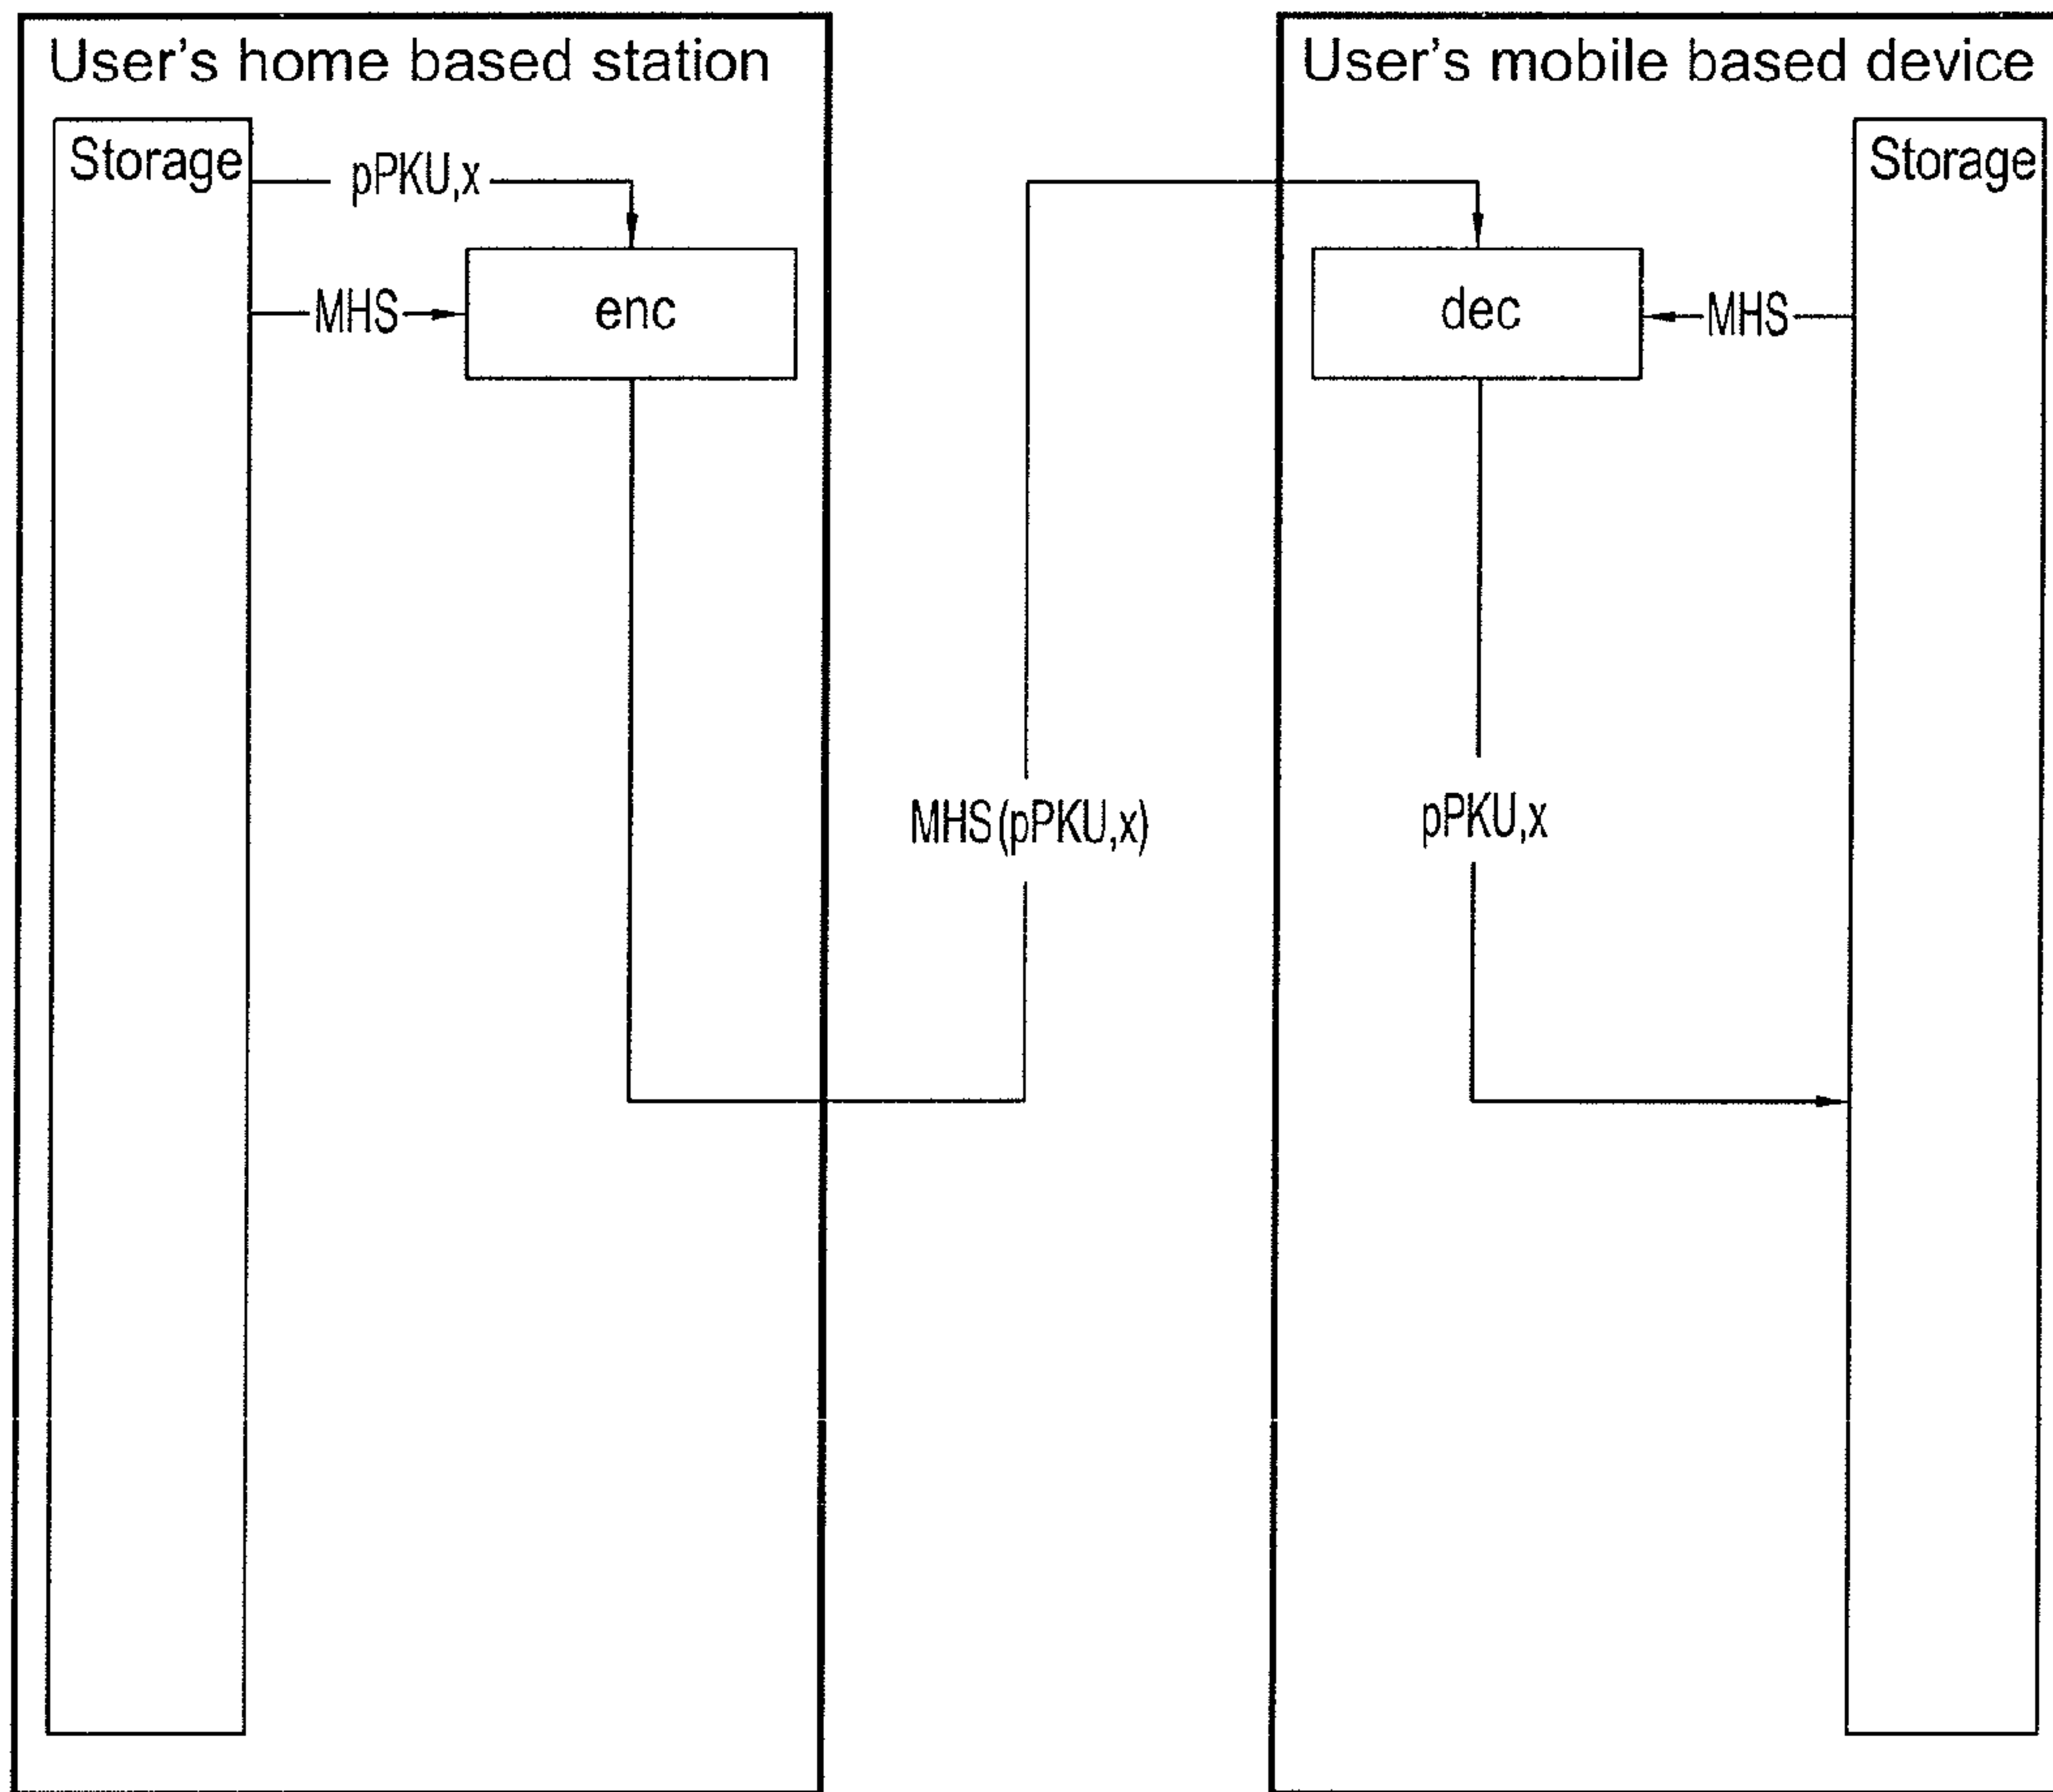 User's home based station
Storage
pPKU,x
MHS
enc
MHS(pPKU,x)
User's mobile based device
Storage
dec
MHS
pPKU,x